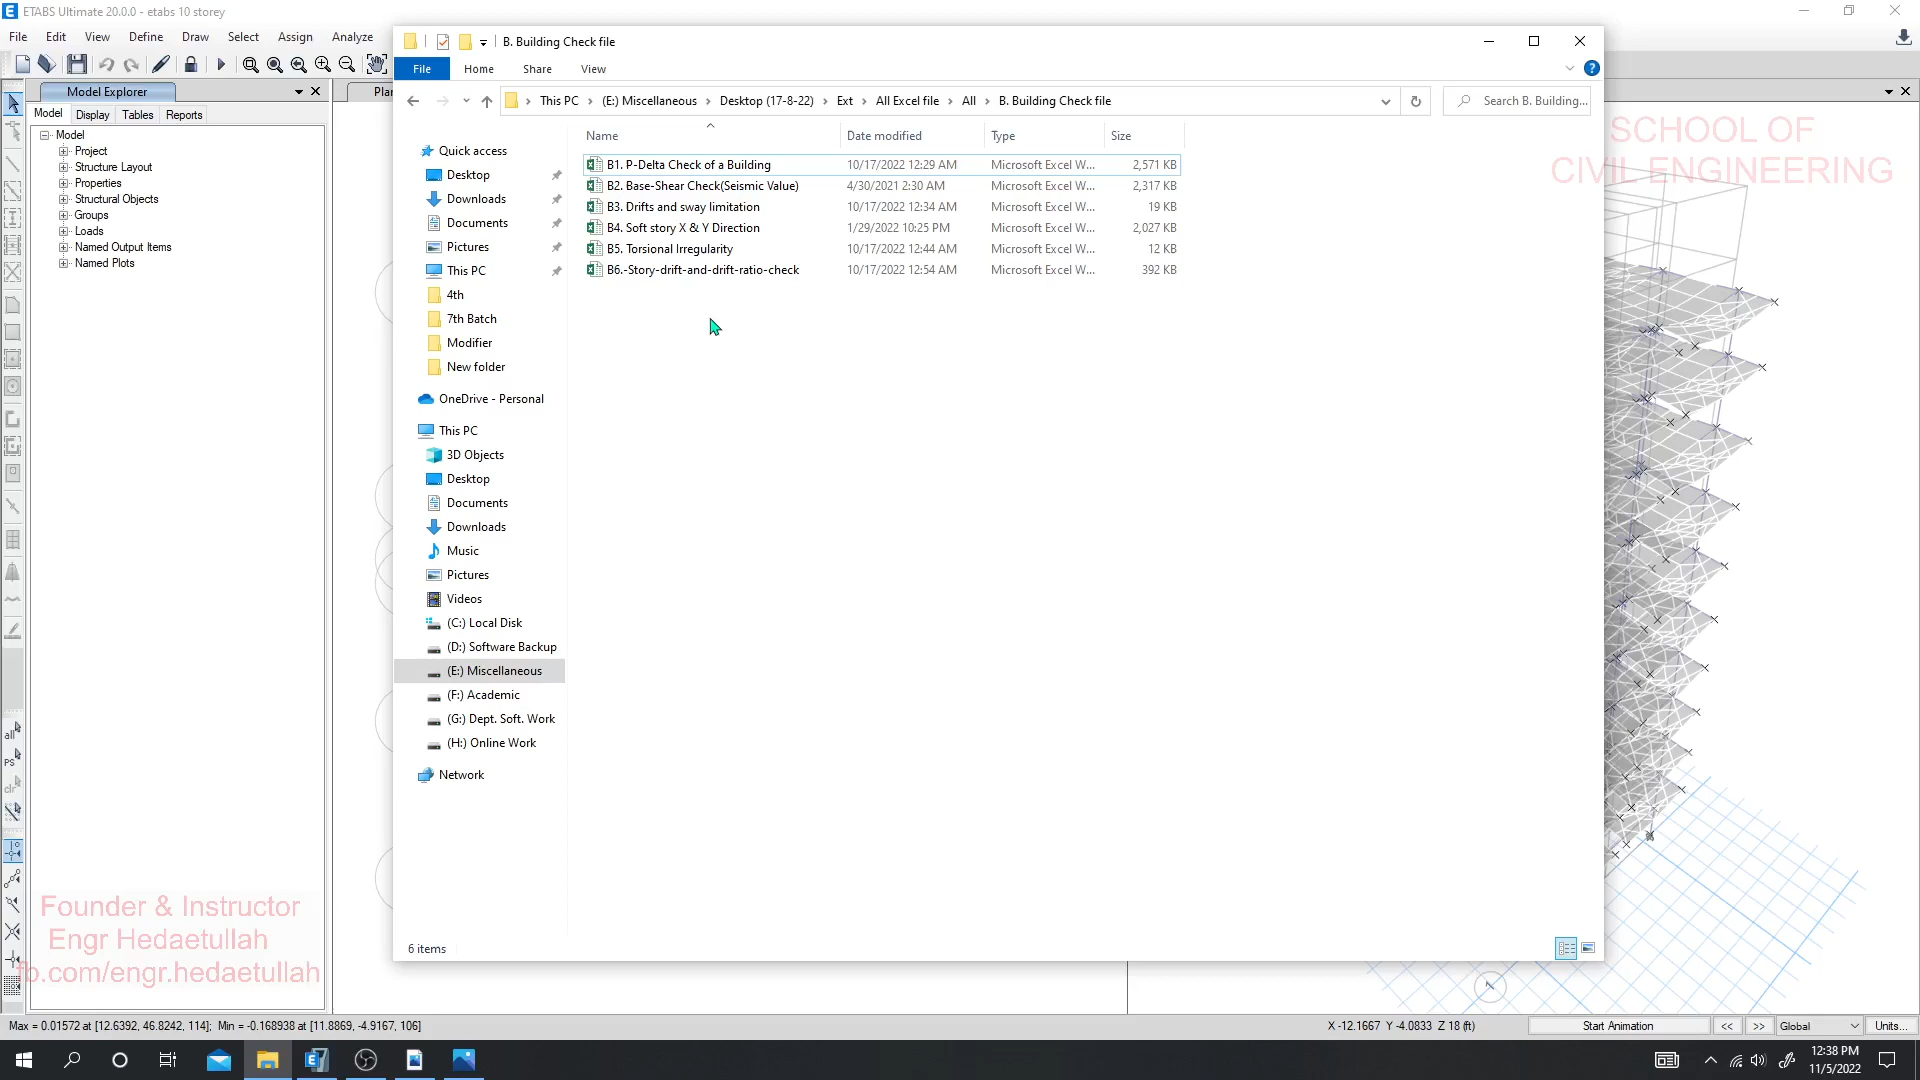 ETABS Ultimate 20.0.0 - etabs 10 storey
File Edit View Define Draw Select Assign Analyze
Model Explorer
Model Display Tables Reports
Model
Project
Structure Layout
Properties
Structural Objects
Groups
Loads
Named Output Items
Named Plots
B. Building Check file
File Home Share View
This PC (E:) Miscellaneous Desktop (17-8-22) Ext All Excel file All B. Building Check file
Search B. Building...
Quick access
Desktop
Downloads
Documents
Pictures
This PC
4th
7th Batch
Modifier
New folder
OneDrive - Personal
This PC
3D Objects
Desktop
Documents
Downloads
Music
Pictures
Videos
(C:) Local Disk
(D:) Software Backup
(E:) Miscellaneous
(F:) Academic
(G:) Dept. Soft. Work
(H:) Online Work
Network
Name Date modified Type Size
B1. P-Delta Check of a Building 10/17/2022 12:29 AM Microsoft Excel W... 2,571 KB
B2. Base-Shear Check(Seismic Value) 4/30/2021 2:30 AM Microsoft Excel W... 2,317 KB
B3. Drifts and sway limitation 10/17/2022 12:34 AM Microsoft Excel W... 19 KB
B4. Soft story X & Y Direction 1/29/2022 10:25 PM Microsoft Excel W... 2,027 KB
B5. Torsional Irregularity 10/17/2022 12:44 AM Microsoft Excel W... 12 KB
B6.-Story-drift-and-drift-ratio-check 10/17/2022 12:54 AM Microsoft Excel W... 392 KB
6 items
SCHOOL OF
CIVIL ENGINEERING
Founder & Instructor
Engr Hedaetullah
fb.com/engr.hedaetullah
Max = 0.01572 at [12.6392, 46.8242, 114]; Min = -0.168938 at [11.8869, -4.9167, 106]
X -12.1667 Y -4.0833 Z 18 (ft)
Start Animation << >> Global Units...
12:38 PM
11/5/2022